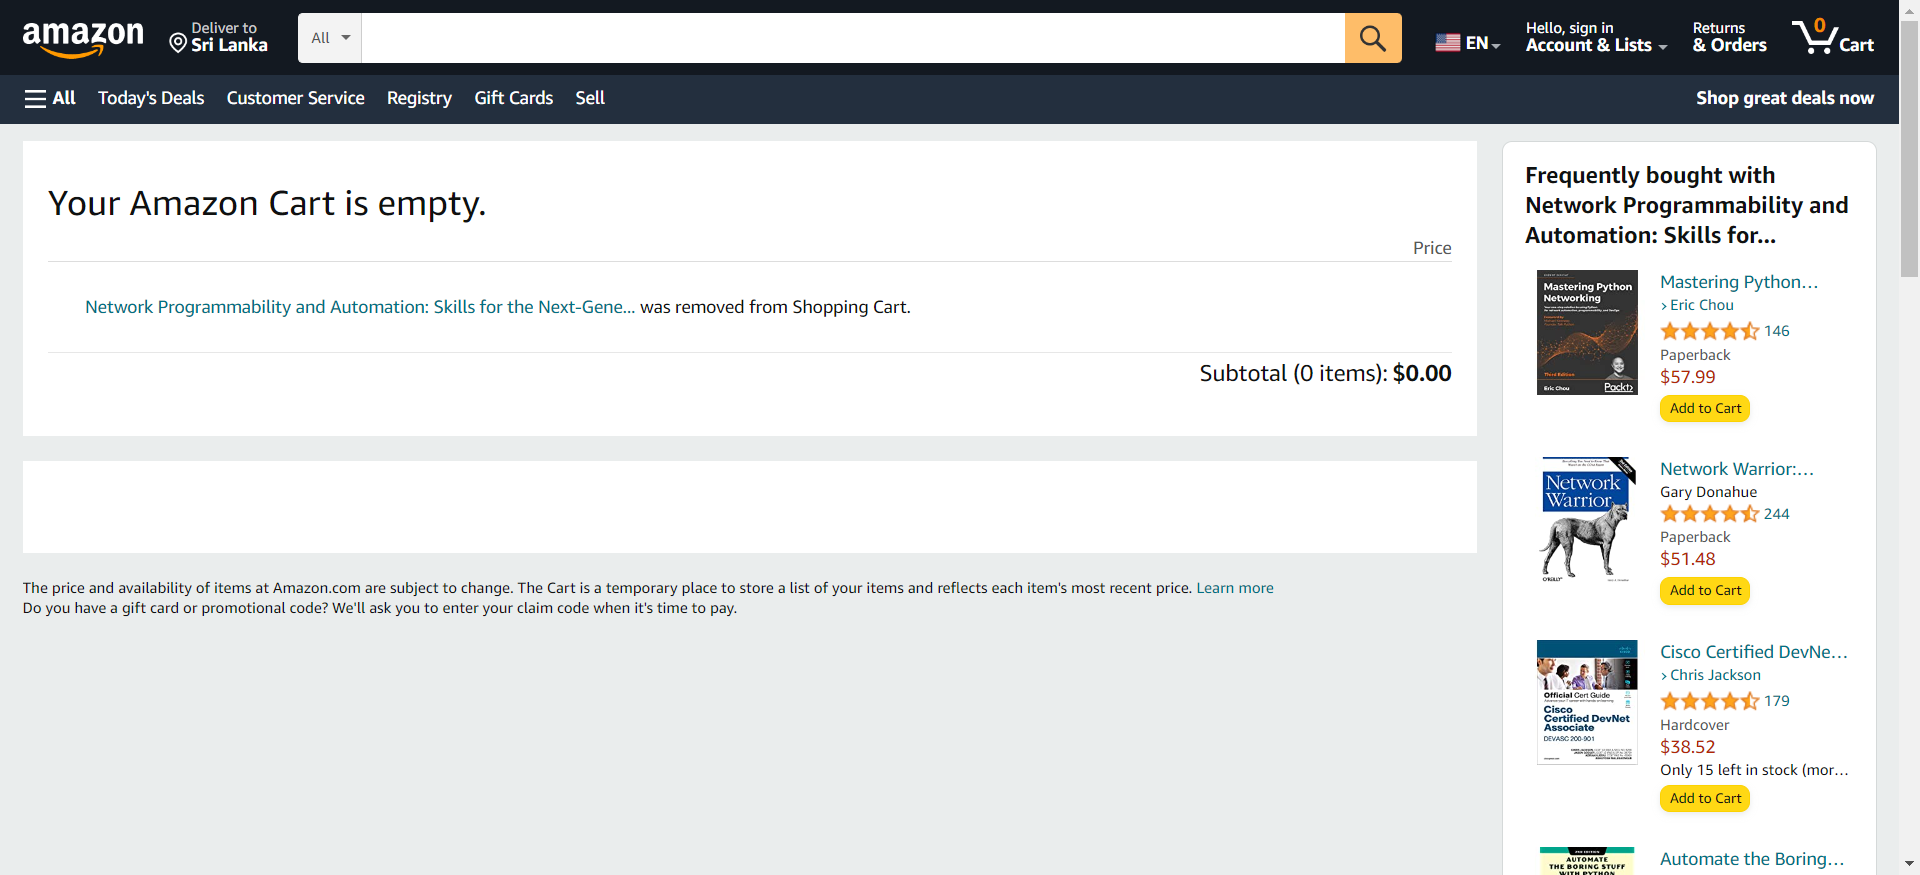 amazon
Deliver to
Sri Lanka
All
EN
Hello, sign in
Account & Lists
Returns
& Orders
0
Cart
All
Today's Deals
Customer Service
Registry
Gift Cards
Sell
Shop great deals now
Your Amazon Cart is empty.
Price
Network Programmability and Automation: Skills for the Next-Gene... was removed from Shopping Cart.
Subtotal (0 items): $0.00
The price and availability of items at Amazon.com are subject to change. The Cart is a temporary place to store a list of your items and reflects each item's most recent price. Learn more
Do you have a gift card or promotional code? We'll ask you to enter your claim code when it's time to pay.
Frequently bought with
Network Programmability and
Automation: Skills for...
Mastering Python
Networking
Third Edition
Eric Chou
Packt>
Mastering Python…
› Eric Chou
146
Paperback
$57.99
Add to Cart
Network
Warrior
O'REILLY
Network Warrior:…
Gary Donahue
244
Paperback
$51.48
Add to Cart
Official Cert Guide
Cisco
Certified DevNet
Associate
DEVASC 200-901
Cisco Certified DevNe…
› Chris Jackson
179
Hardcover
$38.52
Only 15 left in stock (mor…
Add to Cart
AUTOMATE
THE BORING STUFF
WITH PYTHON
Automate the Boring…